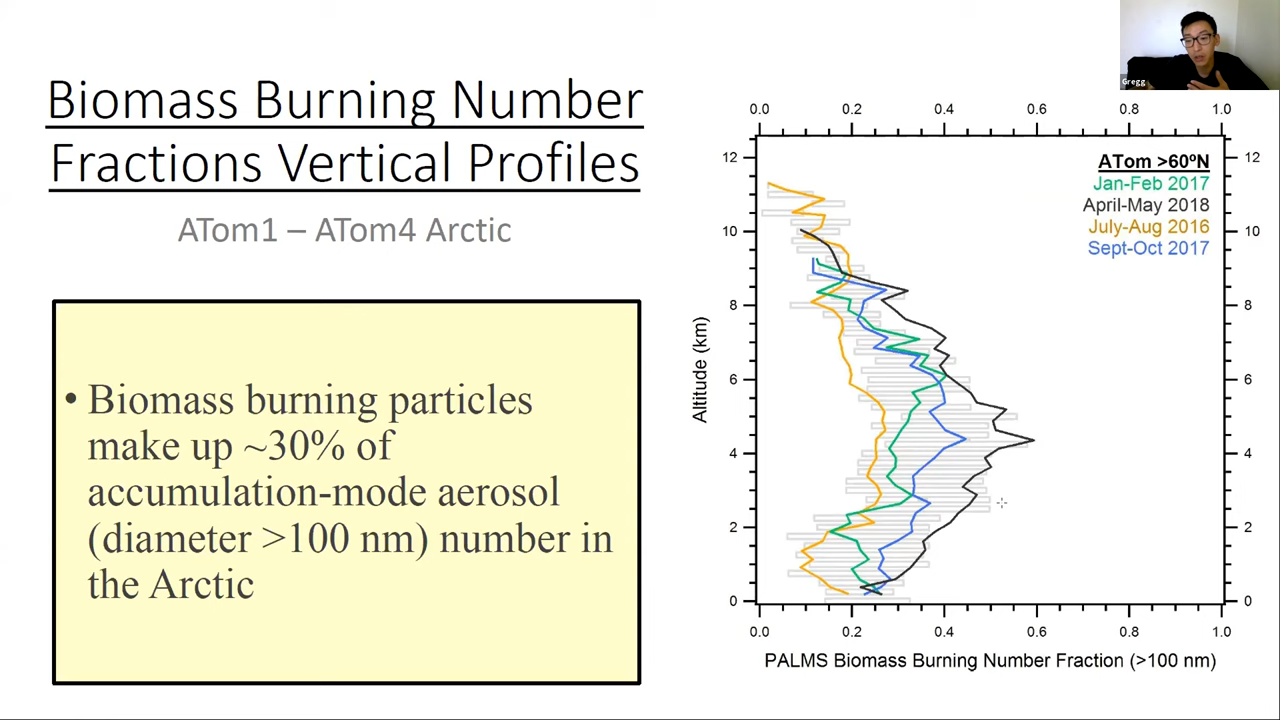 Biomass Burning Number
Fractions Vertical Profiles
ATom1 – ATom4 Arctic
• Biomass burning particles
make up ~30% of
accumulation-mode aerosol
(diameter >100 nm) number in
the Arctic
Gregg
0.0 0.2 0.4 0.6 0.8 1.0
ATom >60ºN
Jan-Feb 2017
April-May 2018
July-Aug 2016
Sept-Oct 2017
Altitude (km)
12 12
10 10
8 8
6 6
4 4
2 2
0 0
0.0 0.2 0.4 0.6 0.8 1.0
PALMS Biomass Burning Number Fraction (>100 nm)